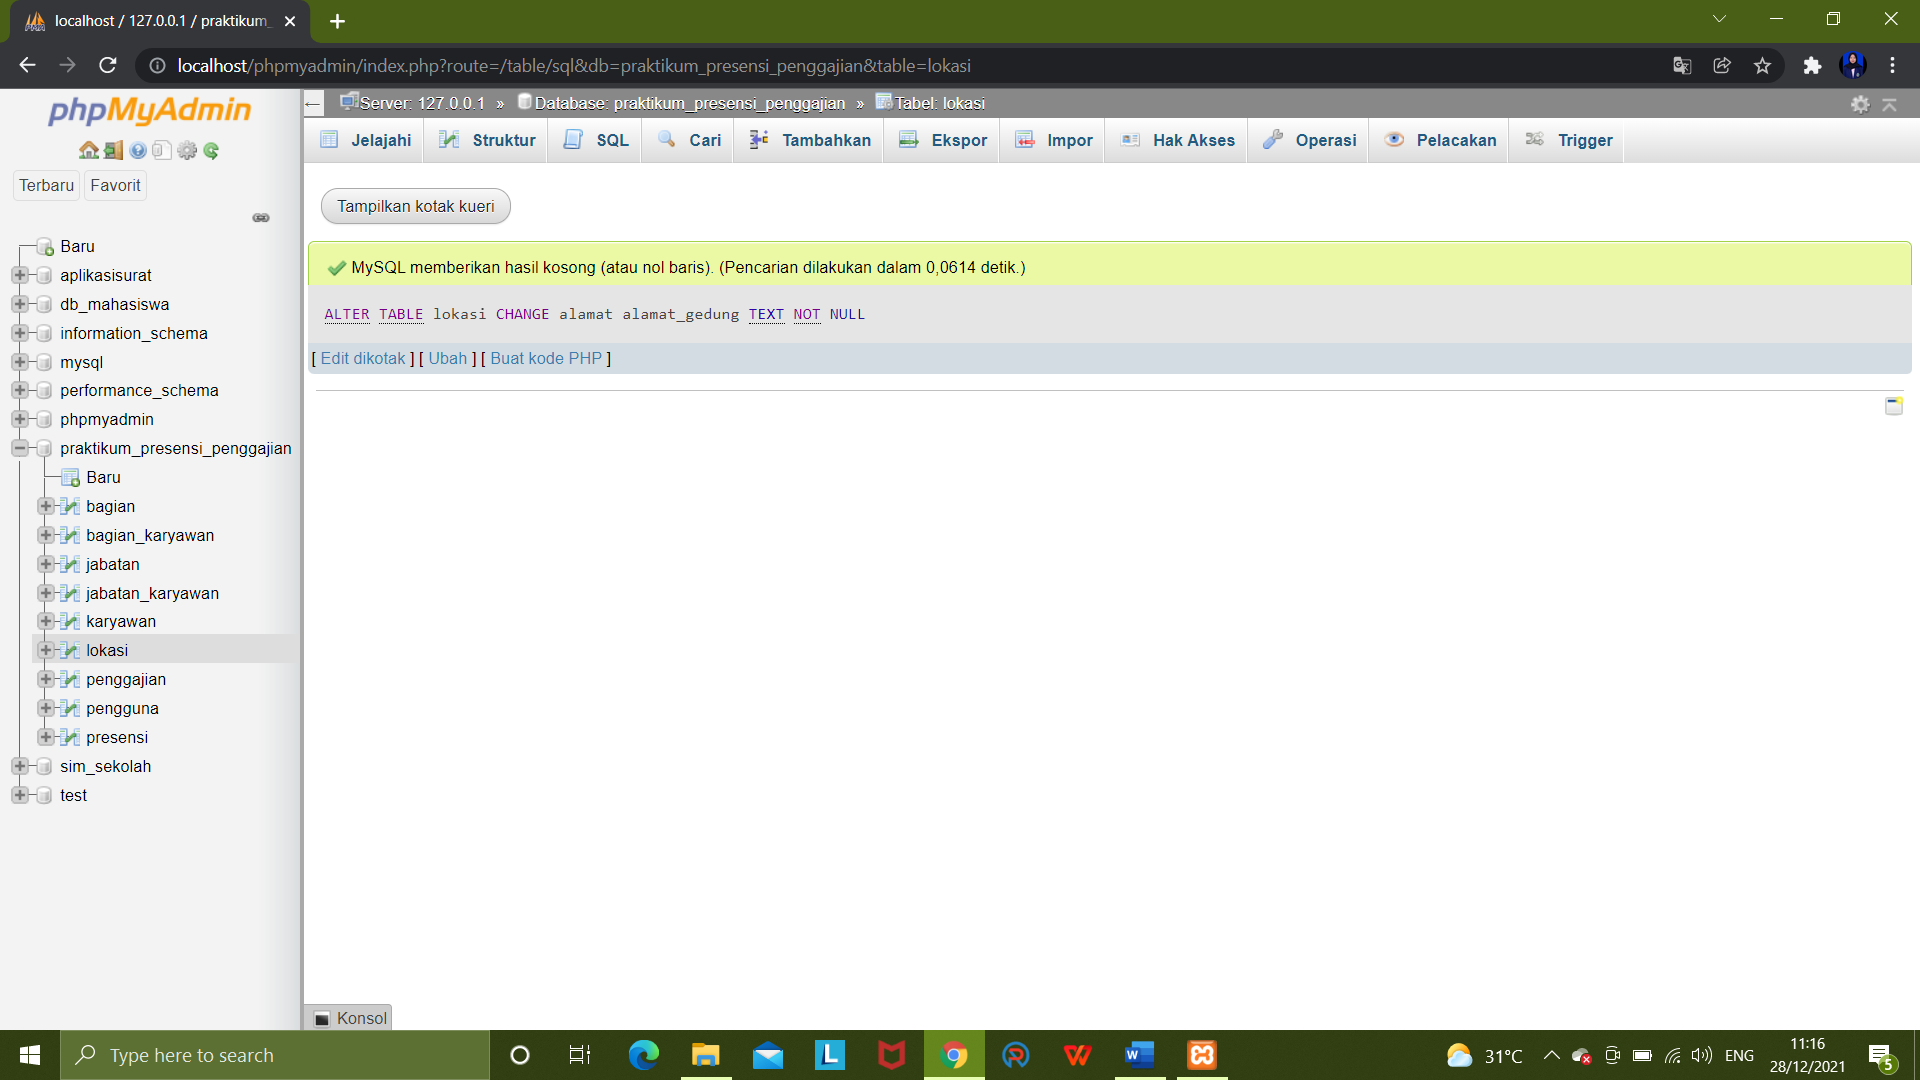 localhost / 127.0.0.1 / praktikum_
localhost/phpmyadmin/index.php?route=/table/sql&db=praktikum_presensi_penggajian&table=lokasi
phpMyAdmin
Terbaru Favorit
Baru
aplikasisurat
db_mahasiswa
information_schema
mysql
performance_schema
phpmyadmin
praktikum_presensi_penggajian
Baru
bagian
bagian_karyawan
jabatan
jabatan_karyawan
karyawan
lokasi
penggajian
pengguna
presensi
sim_sekolah
test
Server: 127.0.0.1 » Database: praktikum_presensi_penggajian » Tabel: lokasi
Jelajahi Struktur SQL Cari Tambahkan Ekspor Impor Hak Akses Operasi Pelacakan Trigger
Tampilkan kotak kueri
MySQL memberikan hasil kosong (atau nol baris). (Pencarian dilakukan dalam 0,0614 detik.)
ALTER TABLE lokasi CHANGE alamat alamat_gedung TEXT NOT NULL
[ Edit dikotak ] [ Ubah ] [ Buat kode PHP ]
Konsol
Type here to search
31°C
ENG
11:16
28/12/2021
5